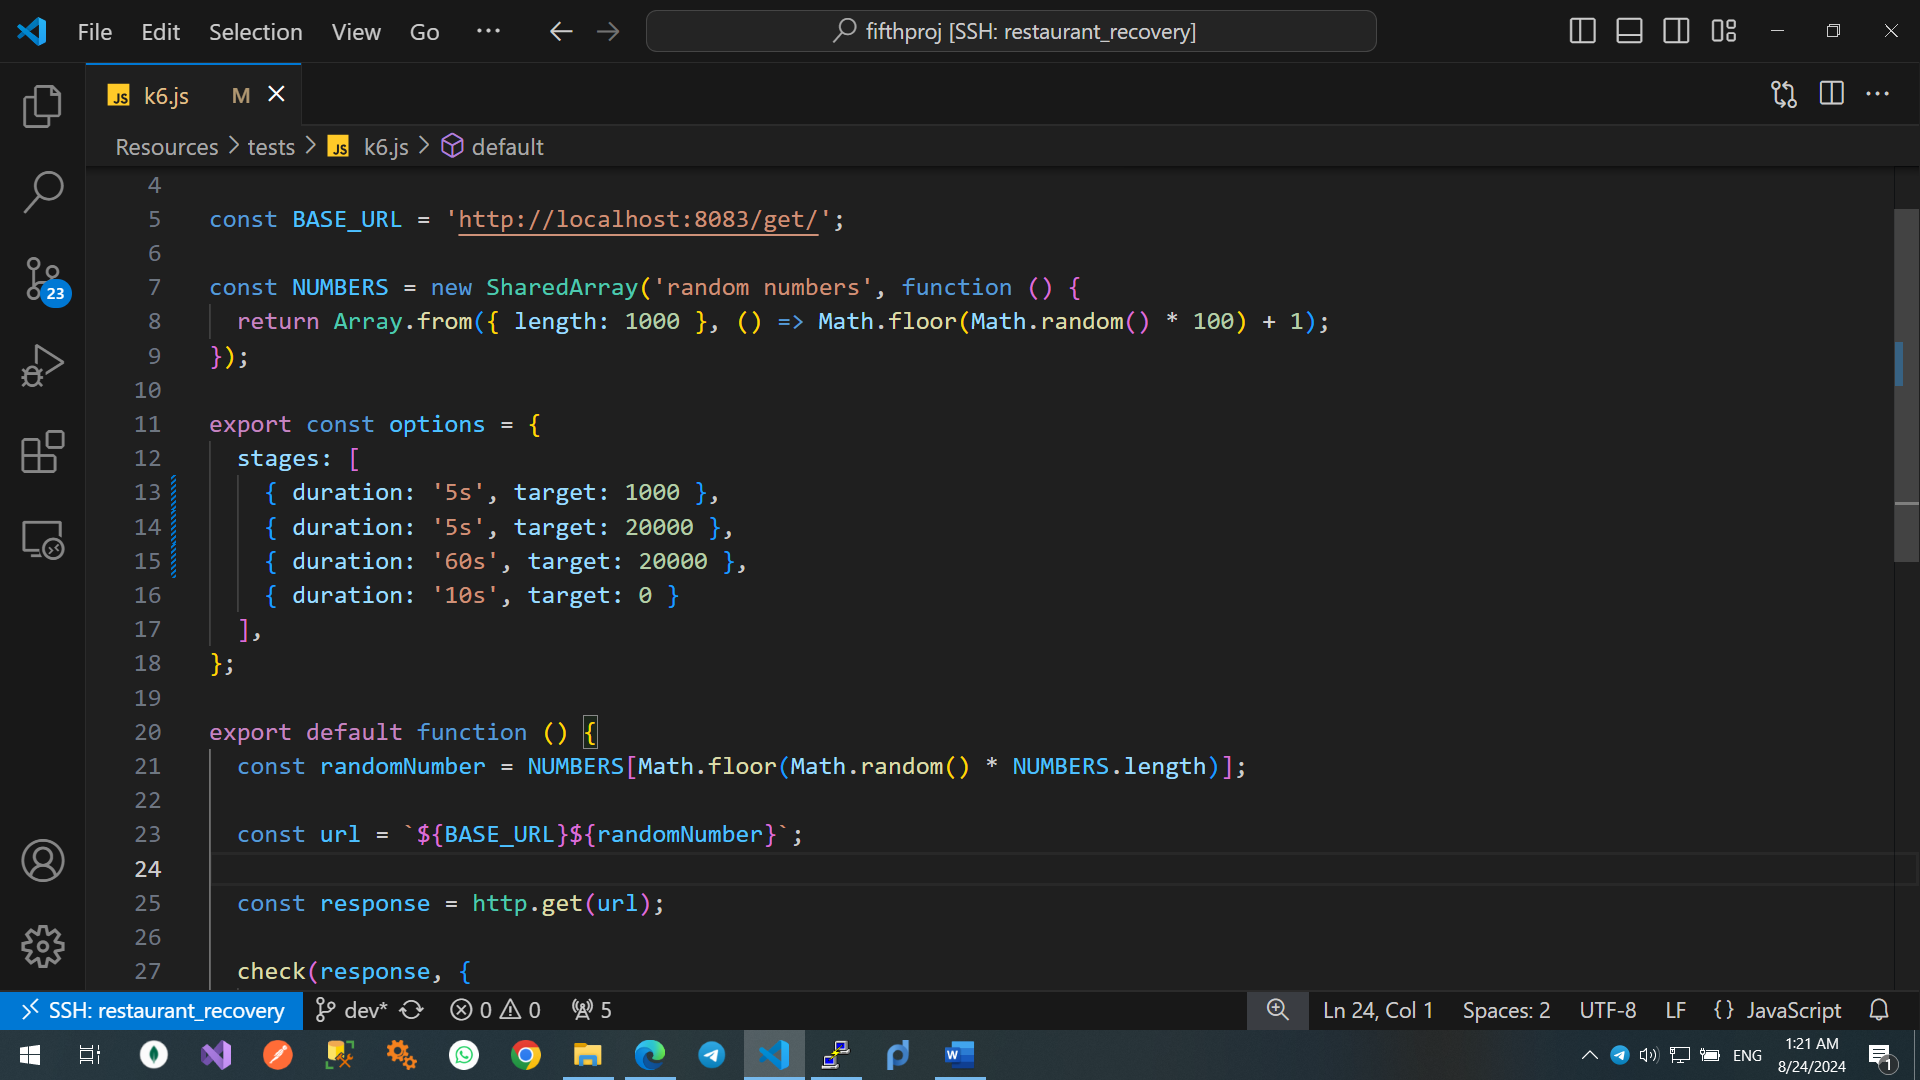 File Edit Selection View Go ··· fifthproj [SSH: restaurant_recovery]
JS k6.js M
Resources > tests > JS k6.js > default
4
5 const BASE_URL = 'http://localhost:8083/get/';
6
7 const NUMBERS = new SharedArray('random numbers', function () {
8 return Array.from({ length: 1000 }, () => Math.floor(Math.random() * 100) + 1);
9 });
10
11 export const options = {
12 stages: [
13 { duration: '5s', target: 1000 },
14 { duration: '5s', target: 20000 },
15 { duration: '60s', target: 20000 },
16 { duration: '10s', target: 0 }
17 ],
18 };
19
20 export default function () {
21 const randomNumber = NUMBERS[Math.floor(Math.random() * NUMBERS.length)];
22
23 const url = `${BASE_URL}${randomNumber}`;
24
25 const response = http.get(url);
26
27 check(response, {
23
SSH: restaurant_recovery dev* 0 0 5 Ln 24, Col 1 Spaces: 2 UTF-8 LF {} JavaScript
ENG 1:21 AM
8/24/2024 1